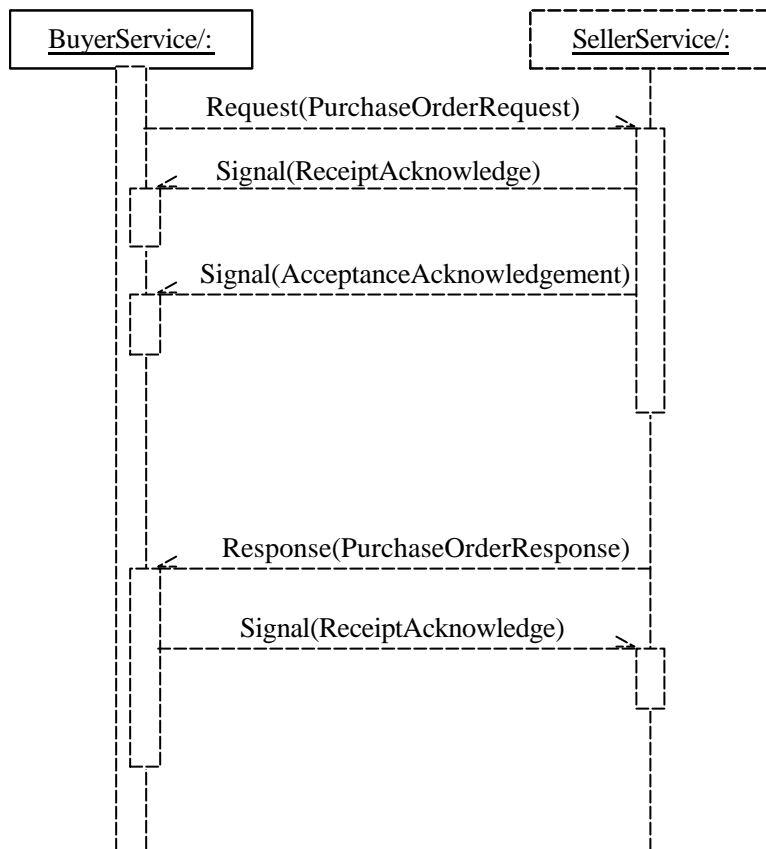 BuyerService/:
SellerService/:
Request(PurchaseOrderRequest)
Signal(ReceiptAcknowledge)
Signal(AcceptanceAcknowledgement)
Response(PurchaseOrderResponse)
Signal(ReceiptAcknowledge)